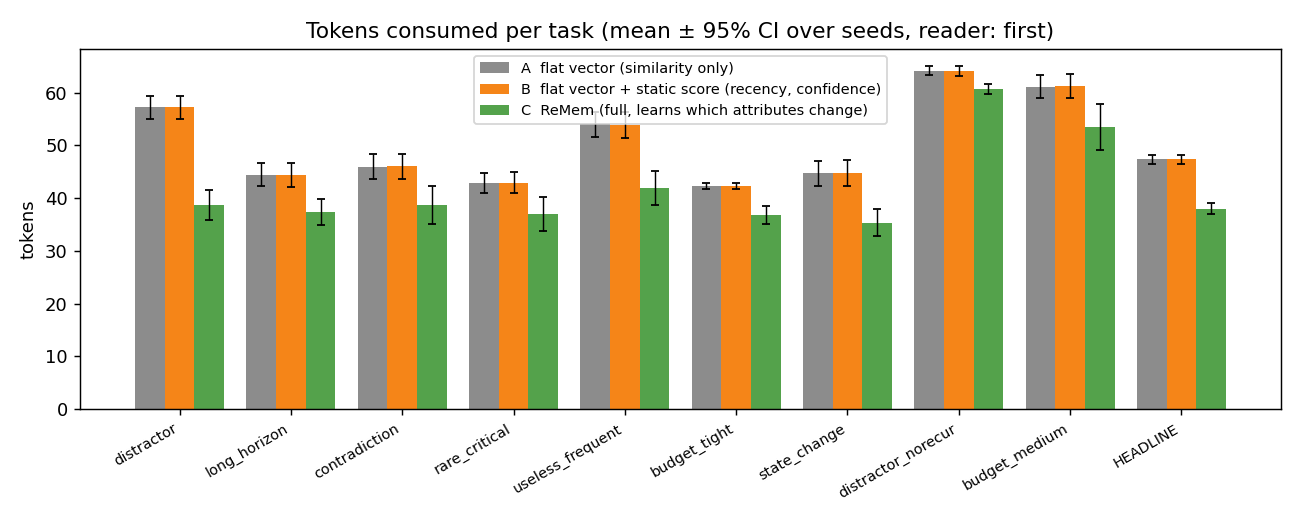 Tokens consumed per task (mean ± 95% CI over seeds, reader: first)
A flat vector (similarity only)
B flat vector + static score (recency, confidence)
C ReMem (full, learns which attributes change)
tokens
60
50
40
30
20
10
0
distractor
long_horizon
contradiction
rare_critical
useless_frequent
budget_tight
state_change
distractor_norecur
budget_medium
HEADLINE